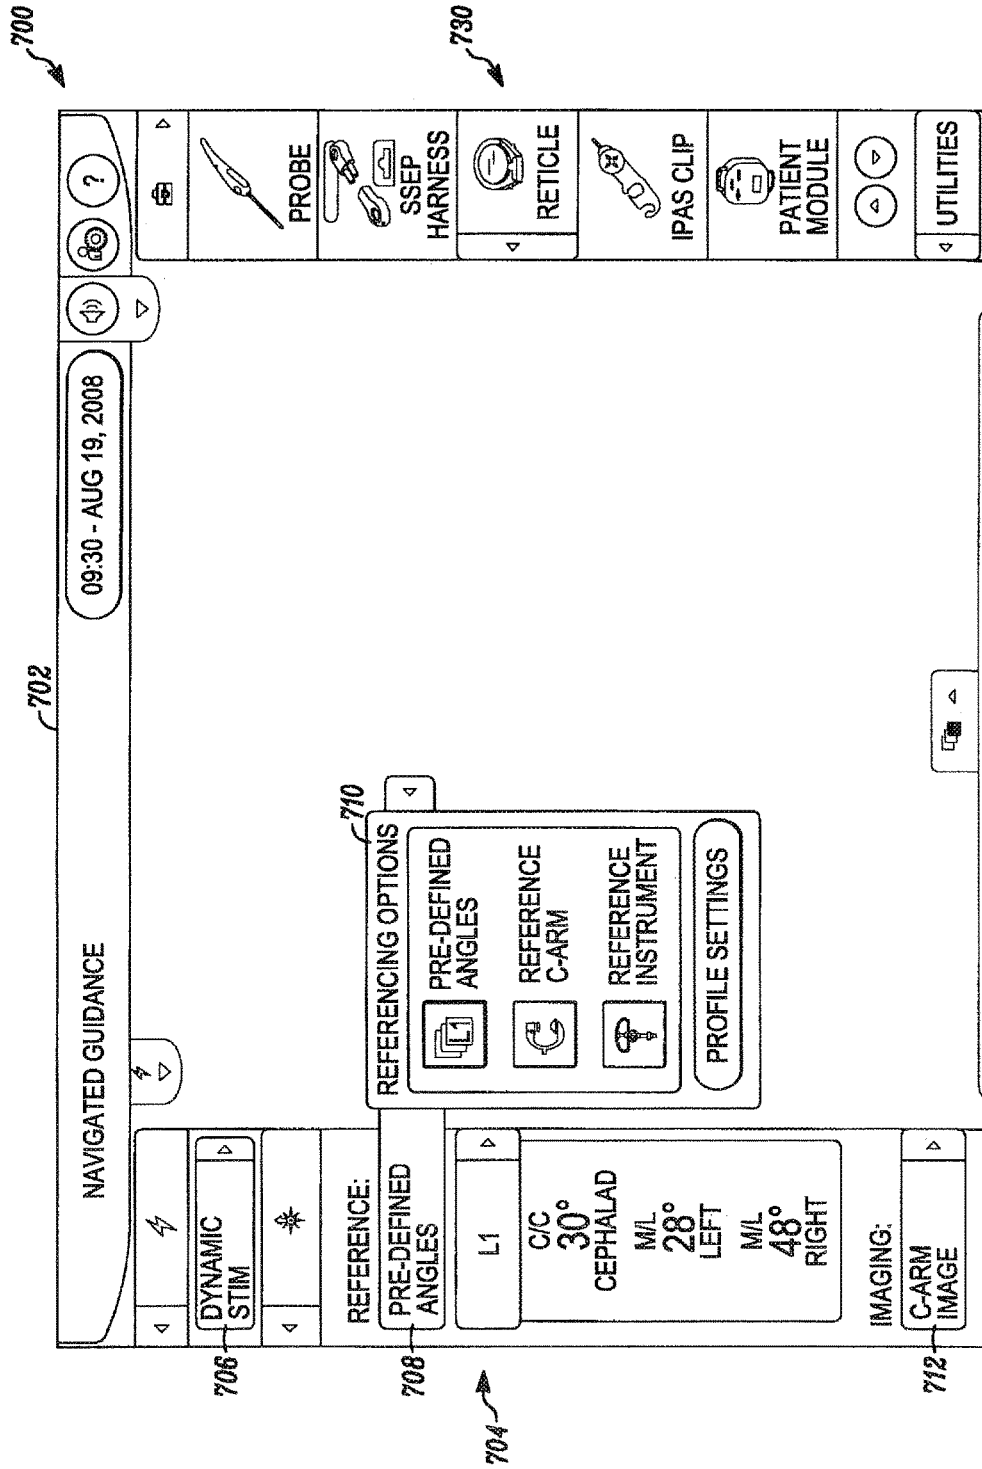 700
702
NAVIGATED GUIDANCE
09:30 - AUG 19, 2008
?
DYNAMIC
STIM
706
REFERENCE:
PRE-DEFINED
ANGLES
708
704
L1
C/C
30°
CEPHALAD
M/L
28°
LEFT
M/L
48°
RIGHT
IMAGING:
C-ARM
IMAGE
712
710
REFERENCING OPTIONS
L1
PRE-DEFINED
ANGLES
REFERENCE
C-ARM
REFERENCE
INSTRUMENT
PROFILE SETTINGS
730
PROBE
SSEP
HARNESS
RETICLE
IPAS CLIP
PATIENT
MODULE
UTILITIES